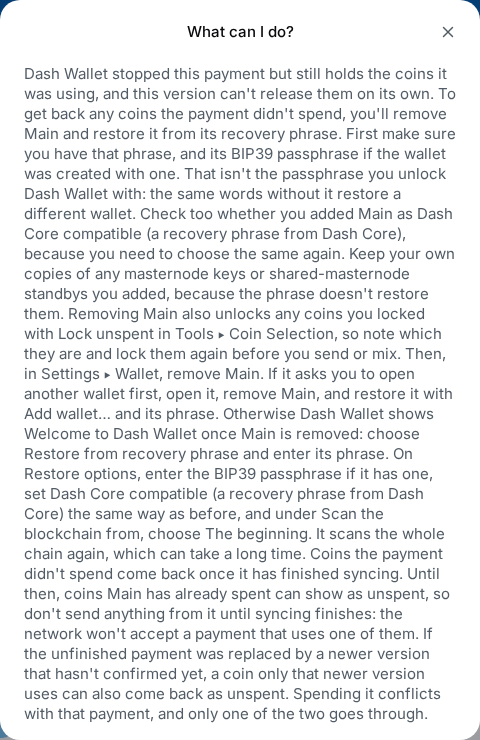 What can I do?
Dash Wallet stopped this payment but still holds the coins it
was using, and this version can't release them on its own. To
get back any coins the payment didn't spend, you'll remove
Main and restore it from its recovery phrase. First make sure
you have that phrase, and its BIP39 passphrase if the wallet
was created with one. That isn't the passphrase you unlock
Dash Wallet with: the same words without it restore a
different wallet. Check too whether you added Main as Dash
Core compatible (a recovery phrase from Dash Core),
because you need to choose the same again. Keep your own
copies of any masternode keys or shared-masternode
standbys you added, because the phrase doesn't restore
them. Removing Main also unlocks any coins you locked
with Lock unspent in Tools ▸ Coin Selection, so note which
they are and lock them again before you send or mix. Then,
in Settings ▸ Wallet, remove Main. If it asks you to open
another wallet first, open it, remove Main, and restore it with
Add wallet... and its phrase. Otherwise Dash Wallet shows
Welcome to Dash Wallet once Main is removed: choose
Restore from recovery phrase and enter its phrase. On
Restore options, enter the BIP39 passphrase if it has one,
set Dash Core compatible (a recovery phrase from Dash
Core) the same way as before, and under Scan the
blockchain from, choose The beginning. It scans the whole
chain again, which can take a long time. Coins the payment
didn't spend come back once it has finished syncing. Until
then, coins Main has already spent can show as unspent, so
don't send anything from it until syncing finishes: the
network won't accept a payment that uses one of them. If
the unfinished payment was replaced by a newer version
that hasn't confirmed yet, a coin only that newer version
uses can also come back as unspent. Spending it conflicts
with that payment, and only one of the two goes through.